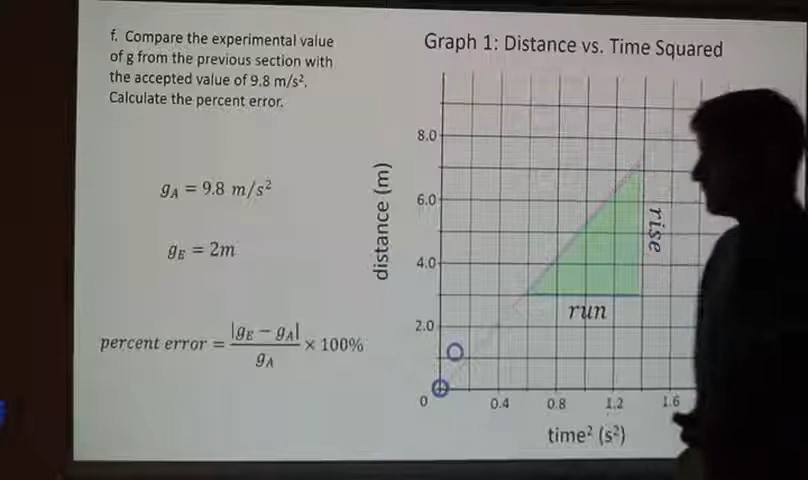 f. Compare the experimental value
of g from the previous section with
the accepted value of 9.8 m/s².
Calculate the percent error.
g_A = 9.8 m/s²
g_E = 2m
percent error = |g_E − g_A| / g_A × 100%
Graph 1: Distance vs. Time Squared
distance (m)
8.0
6.0
4.0
2.0
0
0.4
0.8
1.2
1.6
rise
run
time² (s²)